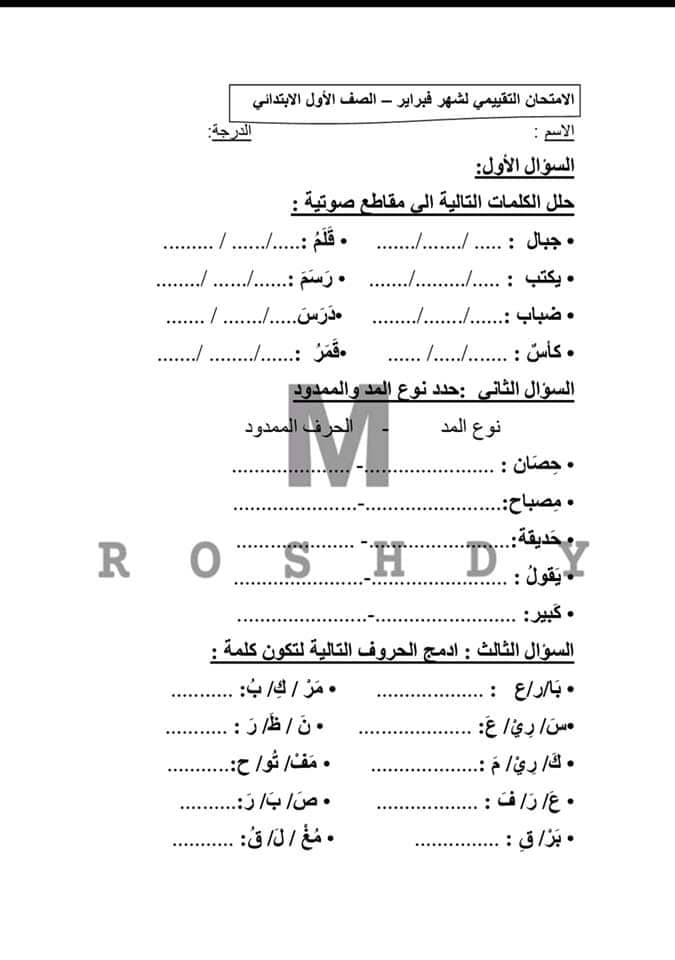 الامتحان التقييمي لشهر فبراير – الصف الأول الابتدائي
الاسم : الدرجة:
السؤال الأول:
حلل الكلمات التالية الي مقاطع صوتية :
• جبال : ..... /......./....... • قَلَمُ :...../...... / .........
• يكتب : ...../........./....... • رَسَمَ :....../...... /........
• ضباب :....../......./........ •دَرَسَ...../....... / .......
• كأسٌ : ......./...../ ...... •قَمَرُ :....../........ /.......
السؤال الثاني :حدد نوع المد والممدود
نوع المد - الحرف الممدود
• حِصَان : .......................- .....................
• مِصباح:........................-......................
• حَديقة:.........................- .....................
• يَقولُ : ........................-.......................
• كَبير: .........................-.......................
السؤال الثالث : ادمج الحروف التالية لتكون كلمة :
• بَا/ر/ع : ................... • مَرْ / كِ/ بُ: ...........
•سَ/ رِيْ/ عَ: .................... • نَ / ظَ/ رَ : ...........
• كَ/ رِيْ/ مَ :................... • مَفْ/ تُو/ ح:...........
• عَ/ رَ/ فَ : .................. • صَ/ بَ/ رَ:..........
• بَرْ/ قِ : ............... • مُغْ / لَ/ قُ: ...........
M
ROSHDY